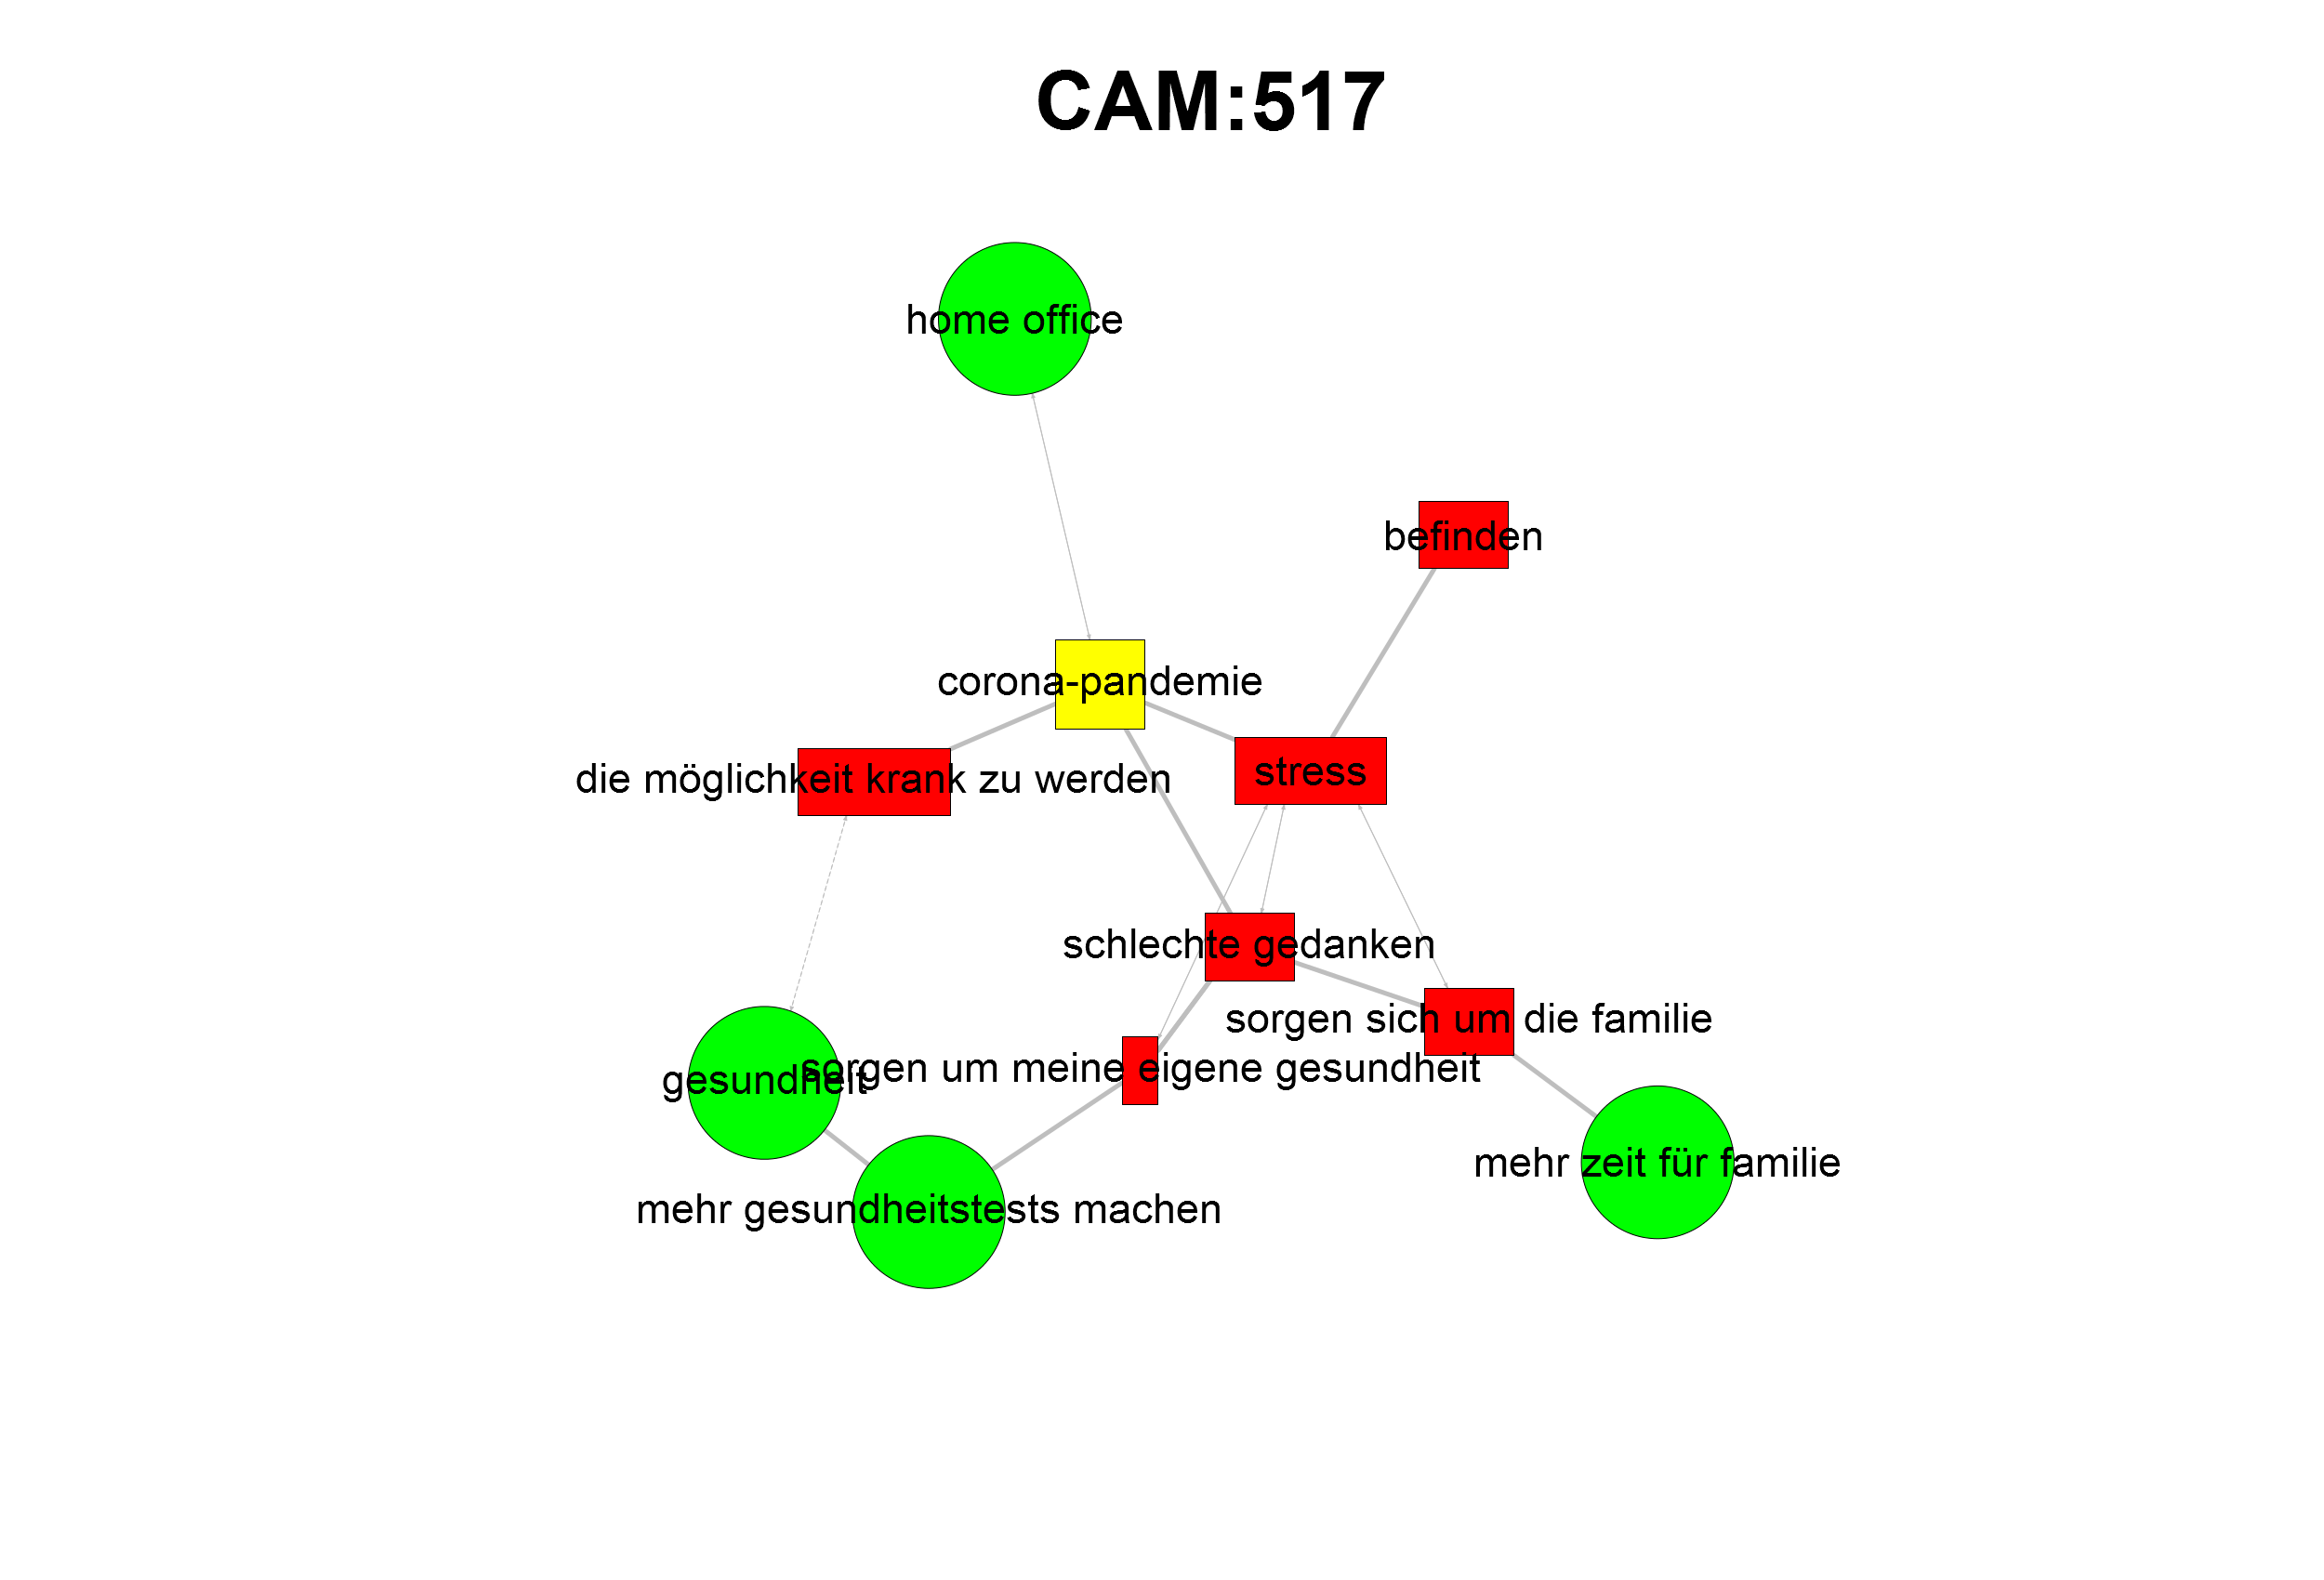 CAM:517
home office
befinden
corona-pandemie
stress
die möglichkeit krank zu werden
schlechte gedanken
sorgen sich um die familie
sorgen um meine eigene gesundheit
gesundheit
mehr zeit für familie
mehr gesundheitstests machen